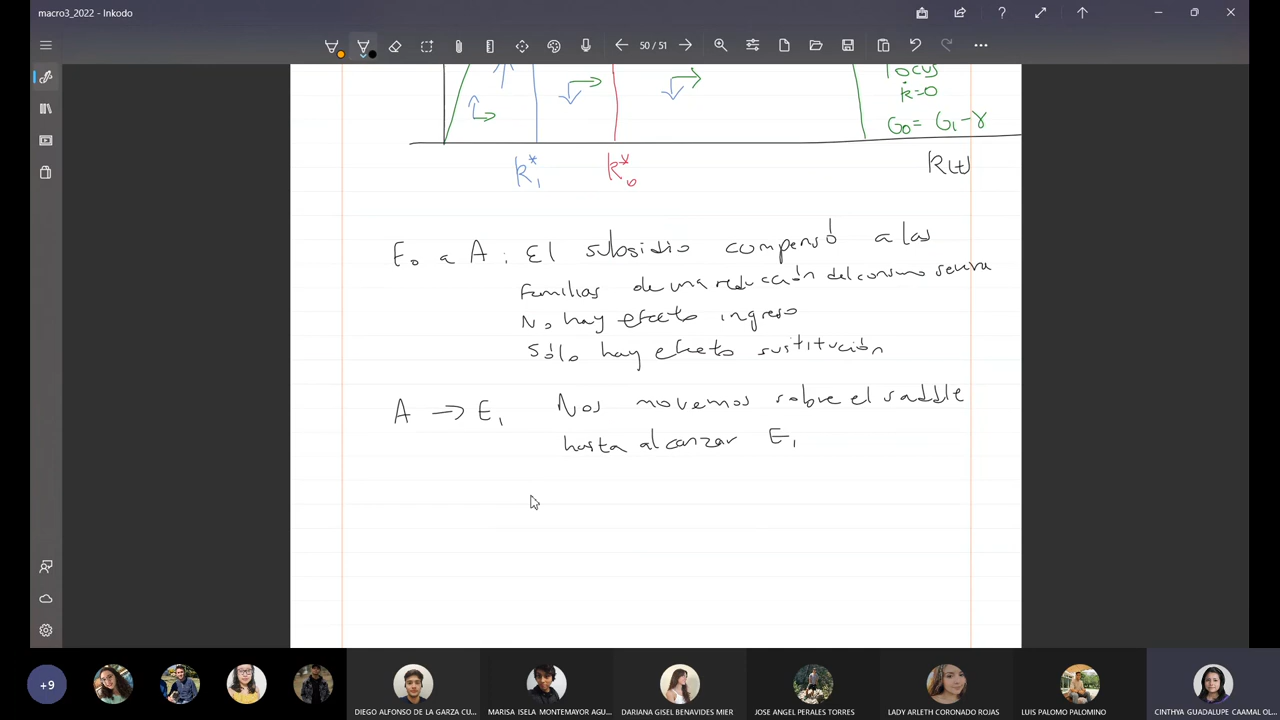 macro3_2022 - Inkodo
50 / 51
locus
k̇=0
G₀ = G₁ - γ
k₁*
k₀*
k(t)
E₀ a A : El subsidio compensó a las
familias de una reducción del consumo severa
No hay efecto ingreso
Sólo hay efecto sustitución
A → E₁ Nos movemos sobre el saddle
hasta alcanzar E₁
+9
DIEGO ALFONSO DE LA GARZA CU...
MARISA ISELA MONTEMAYOR AGU...
DARIANA GISEL BENAVIDES MIER
JOSE ANGEL PERALES TORRES
LADY ARLETH CORONADO ROJAS
LUIS PALOMO PALOMINO
CINTHYA GUADALUPE CAAMAL OL...